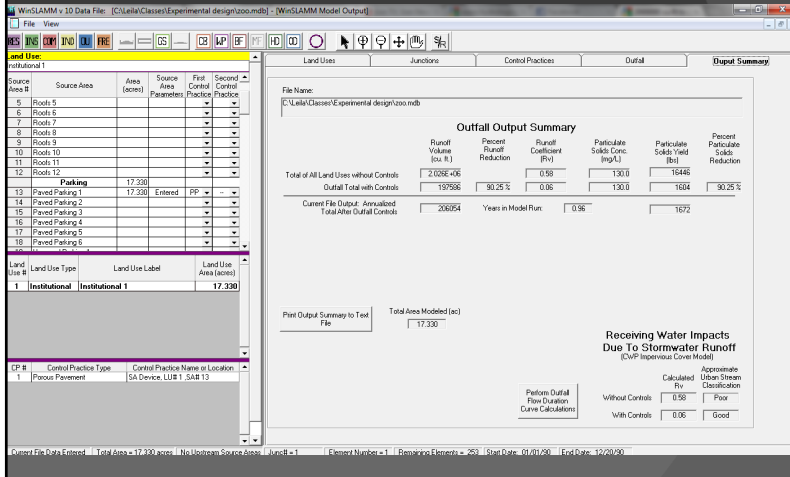 WinSLAMM v 10 Data File: [C:\Leila\Classes\Experimental design\zoo.mdb] - [WinSLAMM Model Output]
File View
RES INS COM IND OU FRE GS CB WP BF MF HD
Land Use:
Institutional 1
Source Area # Source Area Area (acres) Source Area Parameters First Control Practice Second Control Practice
5 Roofs 5
6 Roofs 6
7 Roofs 7
8 Roofs 8
9 Roofs 9
10 Roofs 10
11 Roofs 11
12 Roofs 12
Parking 17.330
13 Paved Parking 1 17.330 Entered PP --
14 Paved Parking 2
15 Paved Parking 3
16 Paved Parking 4
17 Paved Parking 5
18 Paved Parking 6
Land Use # Land Use Type Land Use Label Land Use Area (acres)
1 Institutional Institutional 1 17.330
CP # Control Practice Type Control Practice Name or Location
1 Porous Pavement SA Device, LU# 1 ,SA# 13
Land Uses Junctions Control Practices Outfall Ouput Summary
File Name:
C:\Leila\Classes\Experimental design\zoo.mdb
Outfall Output Summary
Runoff Volume (cu. ft.) Percent Runoff Reduction Runoff Coefficient (Rv) Particulate Solids Conc. (mg/L) Particulate Solids Yield (lbs) Percent Particulate Solids Reduction
Total of All Land Uses without Controls 2.026E+06 0.58 130.0 16446
Outfall Total with Controls 197586 90.25 % 0.06 130.0 1604 90.25 %
Current File Output: Annualized Total After Outfall Controls 206054 Years in Model Run: 0.96 1672
Print Output Summary to Text File
Total Area Modeled (ac)
17.330
Receiving Water Impacts
Due To Stormwater Runoff
(CWP Impervious Cover Model)
Calculated Rv Approximate Urban Stream Classification
Perform Outfall Flow Duration Curve Calculations
Without Controls 0.58 Poor
With Controls 0.06 Good
Current File Data Entered Total Area = 17.330 acres No Upstream Source Areas Junc# = 1 Element Number = 1 Remaining Elements = 253 Start Date: 01/01/90 End Date: 12/20/90